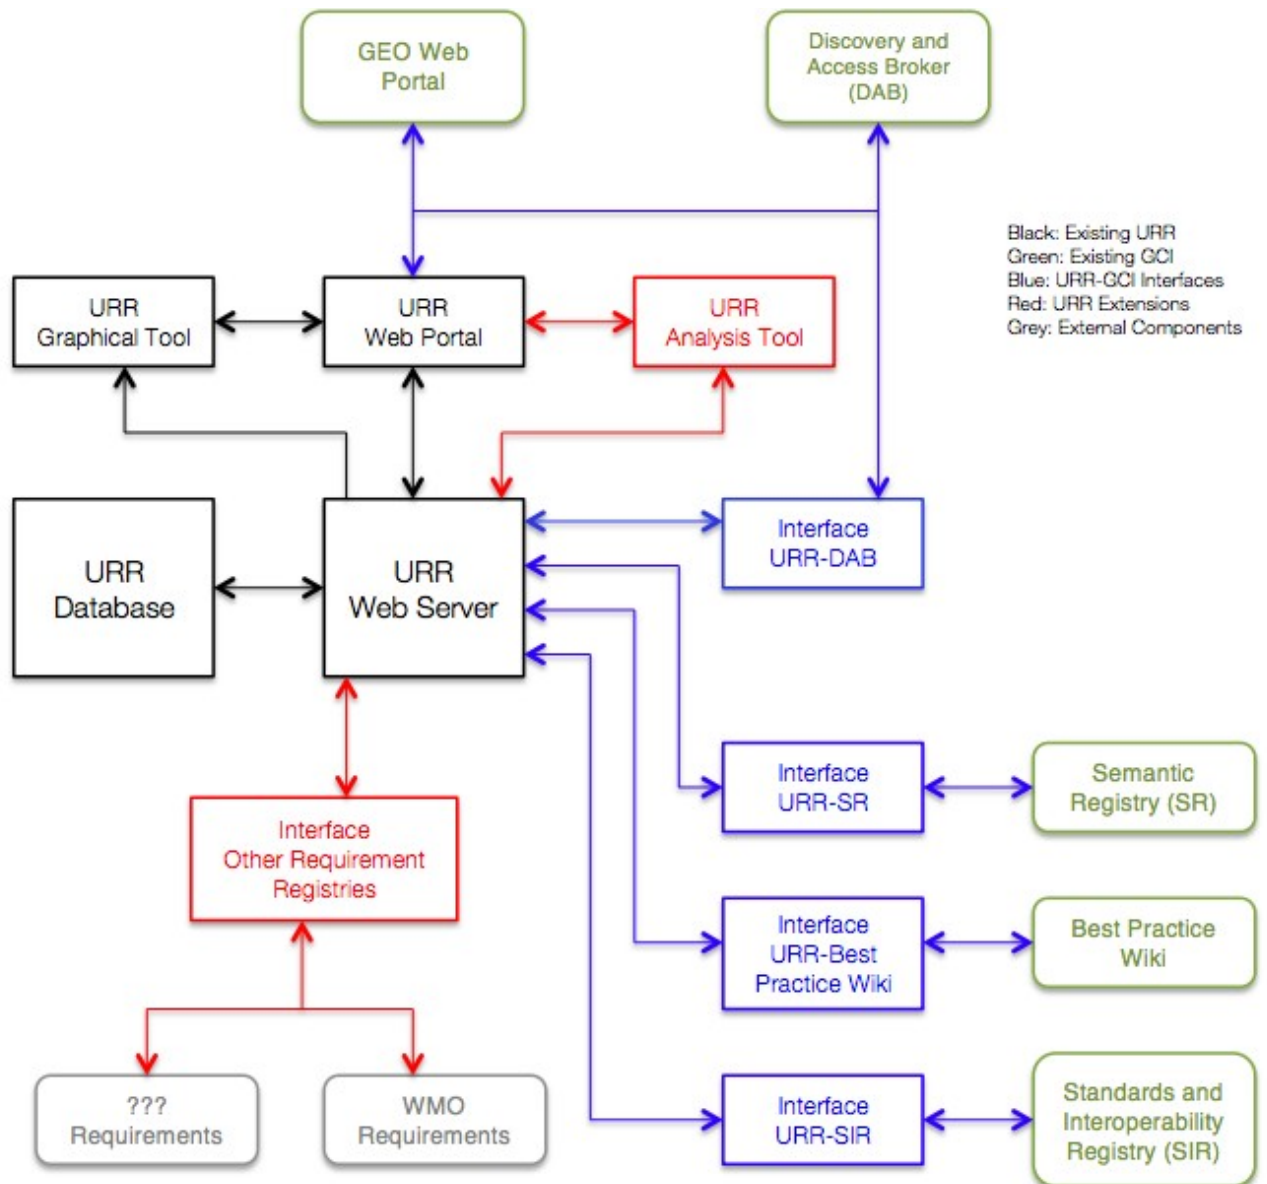 GEO Web
Portal
Discovery and
Access Broker
(DAB)
Black: Existing URR
Green: Existing GCI
Blue: URR-GCI Interfaces
Red: URR Extensions
Grey: External Components
URR
Graphical Tool
URR
Web Portal
URR
Analysis Tool
URR
Database
URR
Web Server
Interface
URR-DAB
Interface
URR-SR
Semantic
Registry (SR)
Interface
Other Requirement
Registries
Interface
URR-Best
Practice Wiki
Best Practice
Wiki
???
Requirements
WMO
Requirements
Interface
URR-SIR
Standards and
Interoperability
Registry (SIR)